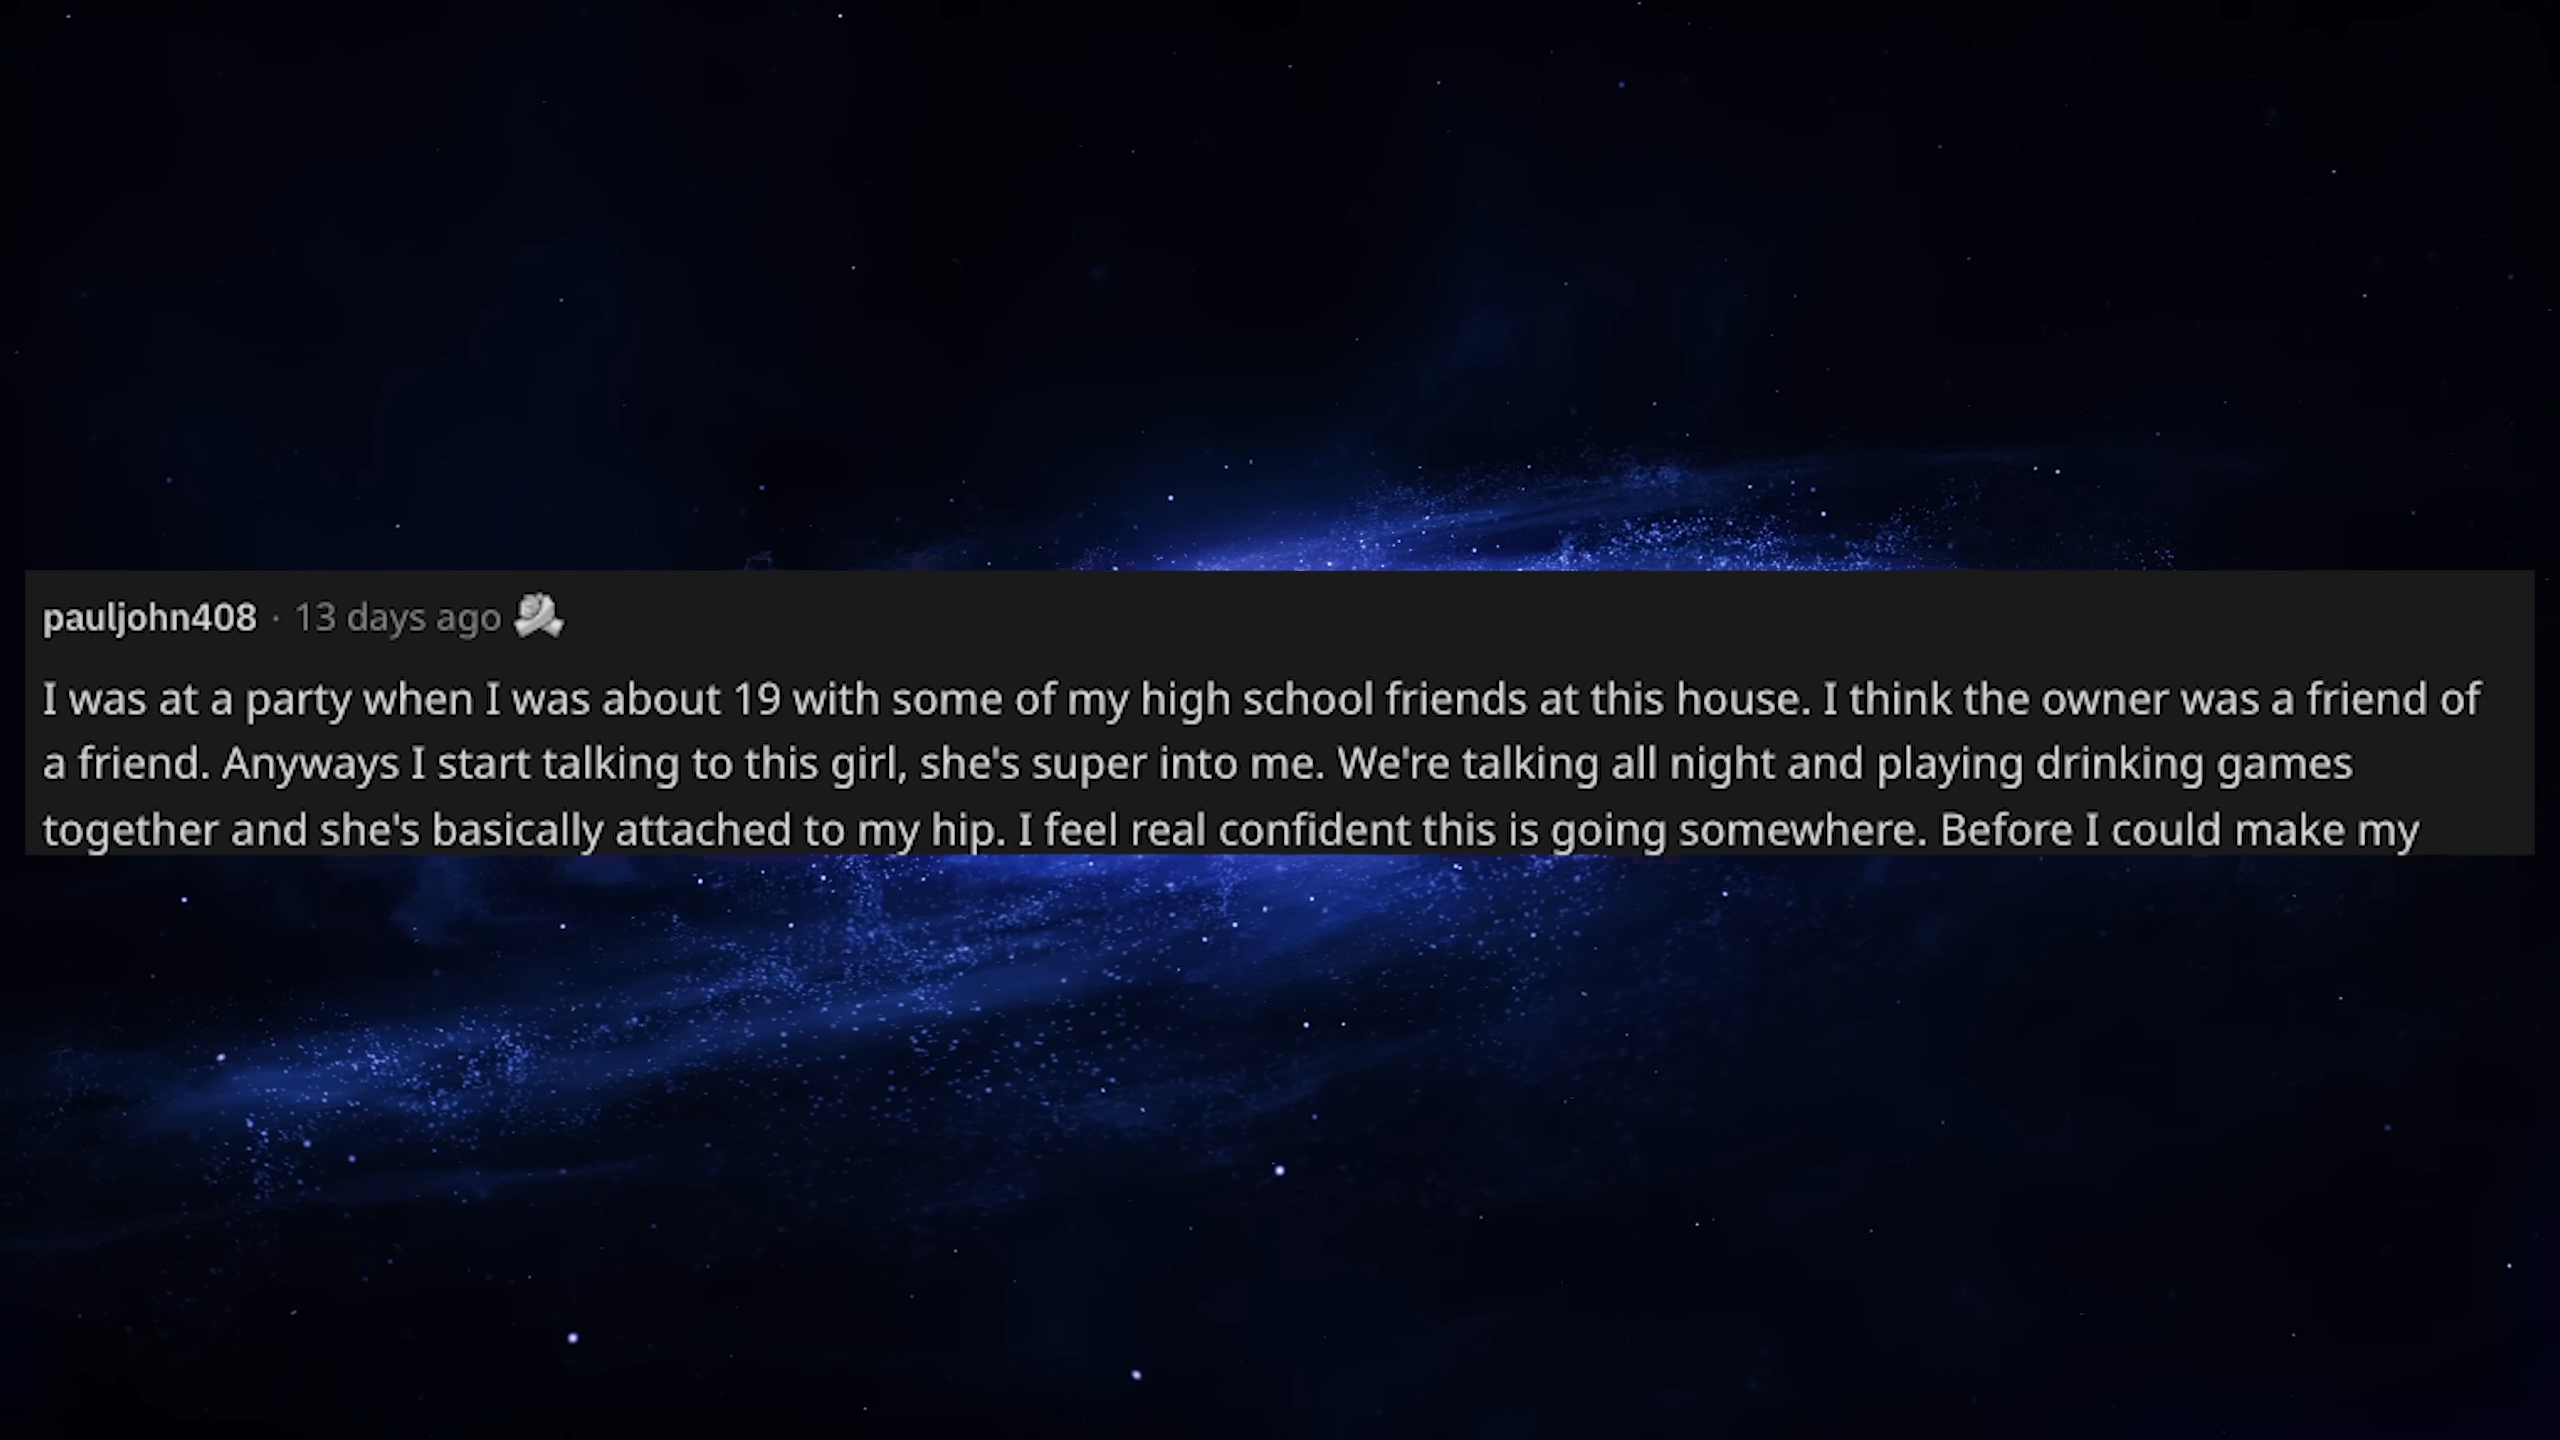 pauljohn408 · 13 days ago
I was at a party when I was about 19 with some of my high school friends at this house. I think the owner was a friend of
a friend. Anyways I start talking to this girl, she's super into me. We're talking all night and playing drinking games
together and she's basically attached to my hip. I feel real confident this is going somewhere. Before I could make my